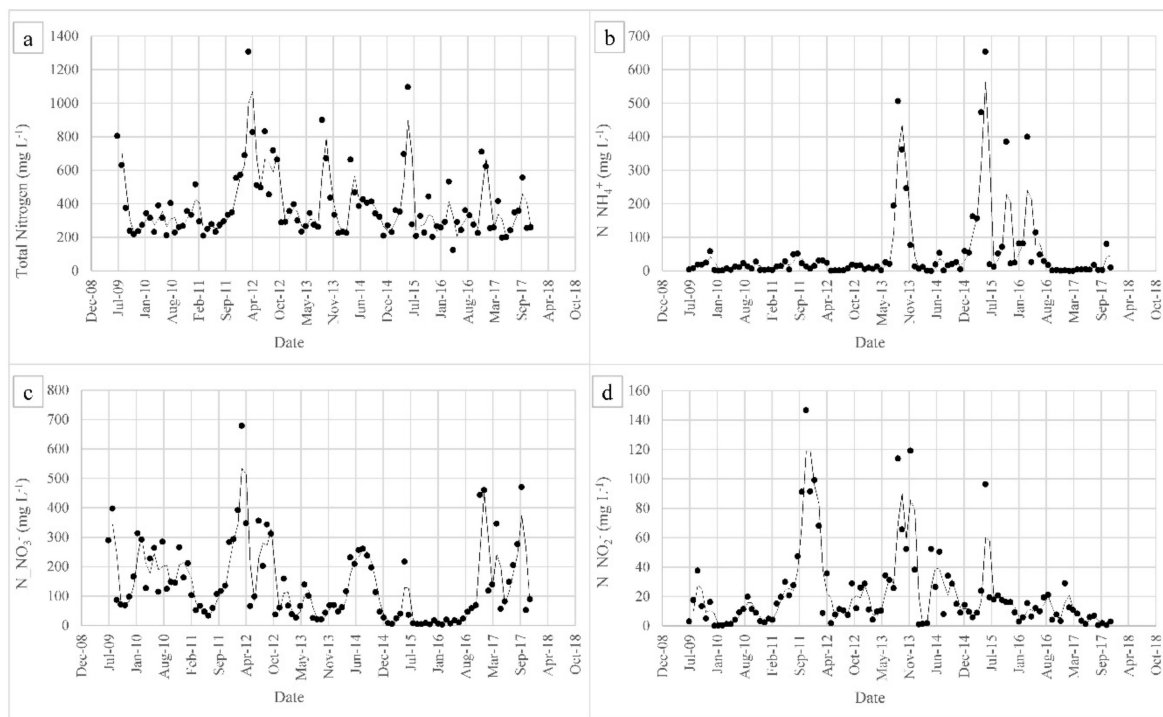 a
Total Nitrogen (mg L-1)
1400
1200
1000
800
600
400
200
0
Dec-08
Jul-09
Jan-10
Aug-10
Feb-11
Sep-11
Apr-12
Oct-12
May-13
Nov-13
Jun-14
Dec-14
Jul-15
Jan-16
Aug-16
Mar-17
Sep-17
Apr-18
Oct-18
Date
b
N_NH4+ (mg L-1)
700
600
500
400
300
200
100
0
Dec-08
Jul-09
Jan-10
Aug-10
Feb-11
Sep-11
Apr-12
Oct-12
May-13
Nov-13
Jun-14
Dec-14
Jul-15
Jan-16
Aug-16
Mar-17
Sep-17
Apr-18
Oct-18
Date
c
N_NO3- (mg L-1)
800
700
600
500
400
300
200
100
0
Dec-08
Jul-09
Jan-10
Aug-10
Feb-11
Sep-11
Apr-12
Oct-12
May-13
Nov-13
Jun-14
Dec-14
Jul-15
Jan-16
Aug-16
Mar-17
Sep-17
Apr-18
Oct-18
Date
d
N_NO2- (mg L-1)
160
140
120
100
80
60
40
20
0
Dec-08
Jul-09
Jan-10
Aug-10
Feb-11
Sep-11
Apr-12
Oct-12
May-13
Nov-13
Jun-14
Dec-14
Jul-15
Jan-16
Aug-16
Mar-17
Sep-17
Apr-18
Oct-18
Date